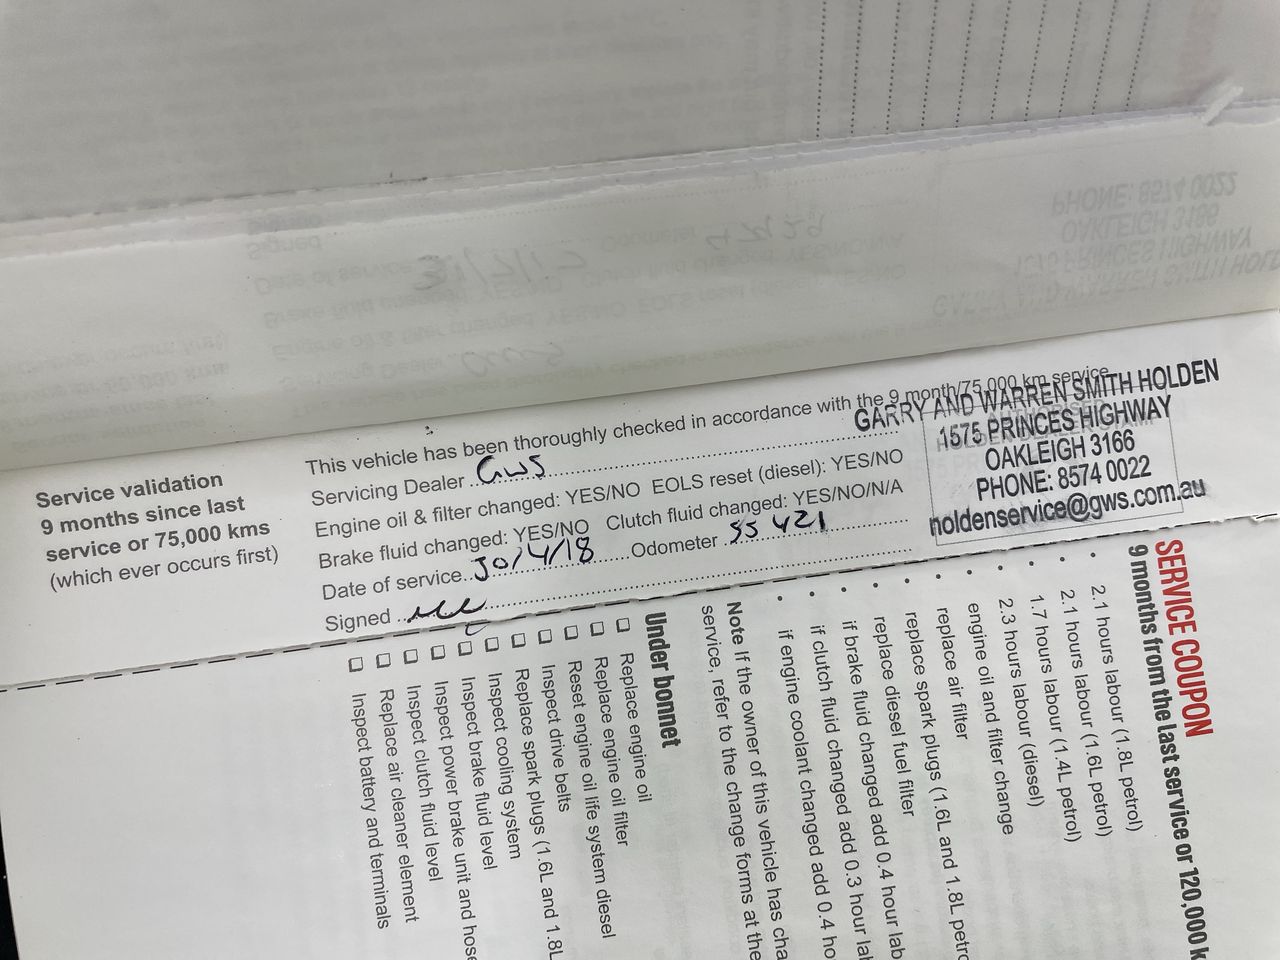 Service validation
9 months since last
service or 75,000 kms
(which ever occurs first)
This vehicle has been thoroughly checked in accordance with the 9 month/75,000 km service
Servicing Dealer GWS
Engine oil & filter changed: YES/NO EOLS reset (diesel): YES/NO
Brake fluid changed: YES/NO Clutch fluid changed: YES/NO/N/A
Date of service 30/4/18 Odometer 55421
Signed
GARRY AND WARREN SMITH HOLDEN
1575 PRINCES HIGHWAY
OAKLEIGH 3166
PHONE: 8574 0022
holdenservice@gws.com.au
SERVICE COUPON
9 months from the last service or 120,000 k
• 2.1 hours labour (1.8L petrol)
• 2.1 hours labour (1.6L petrol)
• 1.7 hours labour (1.4L petrol)
• 2.3 hours labour (diesel)
• engine oil and filter change
• replace air filter
• replace spark plugs (1.6L and 1.8L petro
• replace diesel fuel filter
• if brake fluid changed add 0.4 hour lab
• if clutch fluid changed add 0.3 hour lab
• if engine coolant changed add 0.4 ho
Note If the owner of this vehicle has cha
service, refer to the change forms at the
Under bonnet
Replace engine oil
Replace engine oil filter
Reset engine oil life system diesel
Inspect drive belts
Replace spark plugs (1.6L and 1.8L
Inspect cooling system
Inspect brake fluid level
Inspect power brake unit and hose
Inspect clutch fluid level
Replace air cleaner element
Inspect battery and terminals